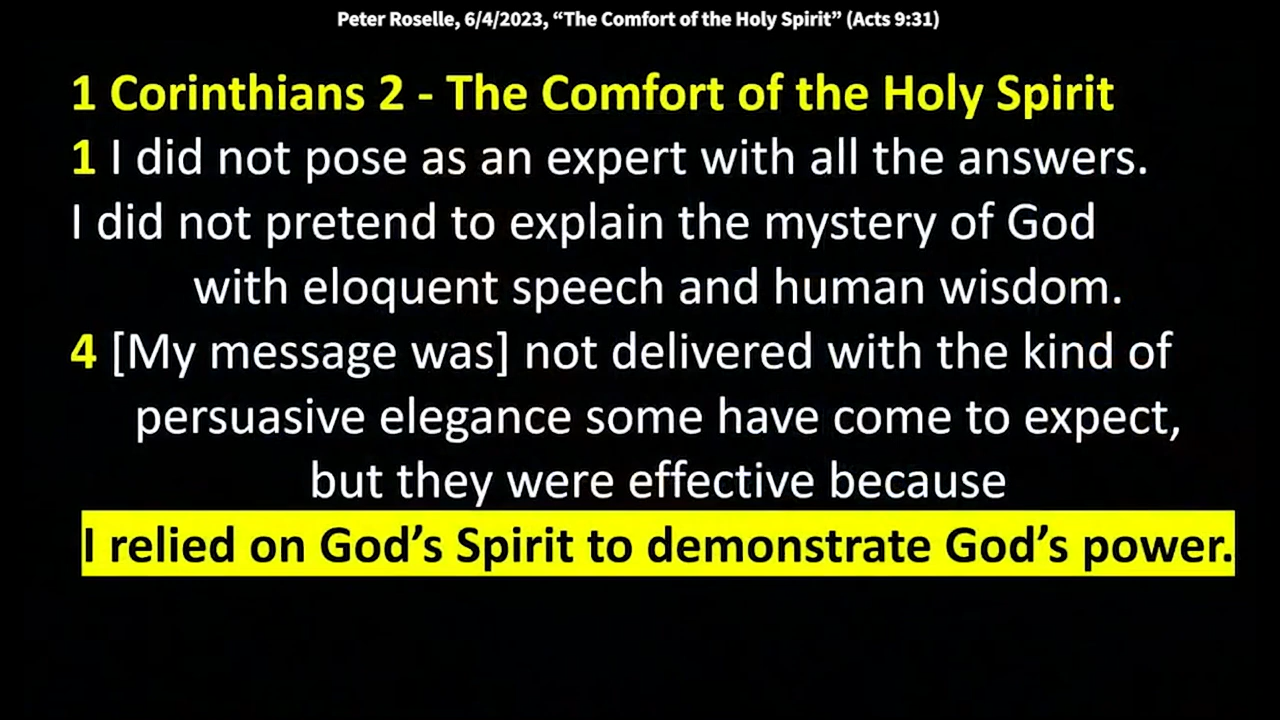 Peter Roselle, 6/4/2023, “The Comfort of the Holy Spirit” (Acts 9:31)
1 Corinthians 2 - The Comfort of the Holy Spirit
1 I did not pose as an expert with all the answers.
I did not pretend to explain the mystery of God
with eloquent speech and human wisdom.
4 [My message was] not delivered with the kind of
persuasive elegance some have come to expect,
but they were effective because
I relied on God’s Spirit to demonstrate God’s power.